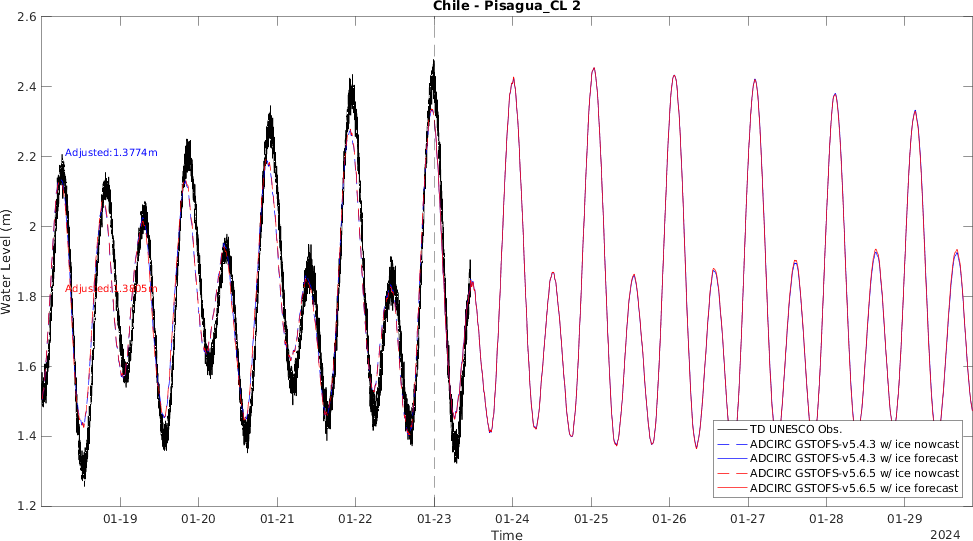 Chile - Pisagua_CL 2
2.6
2.4
2.2
2
1.8
1.6
1.4
1.2
Water Level (m)
Adjusted:1.3774m
Adjusted:1.3805m
TD UNESCO Obs.
ADCIRC GSTOFS-v5.4.3 w/ ice nowcast
ADCIRC GSTOFS-v5.4.3 w/ ice forecast
ADCIRC GSTOFS-v5.6.5 w/ ice nowcast
ADCIRC GSTOFS-v5.6.5 w/ ice forecast
01-19 01-20 01-21 01-22 01-23 01-24 01-25 01-26 01-27 01-28 01-29
Time
2024